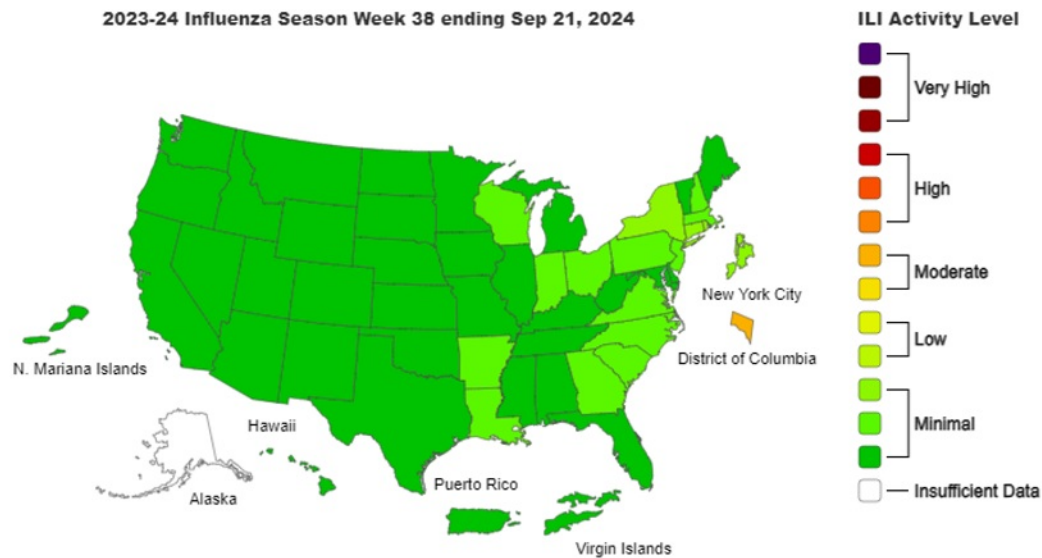 2023-24 Influenza Season Week 38 ending Sep 21, 2024
ILI Activity Level
Very High
High
Moderate
Low
Minimal
Insufficient Data
New York City
District of Columbia
N. Mariana Islands
Hawaii
Alaska
Puerto Rico
Virgin Islands